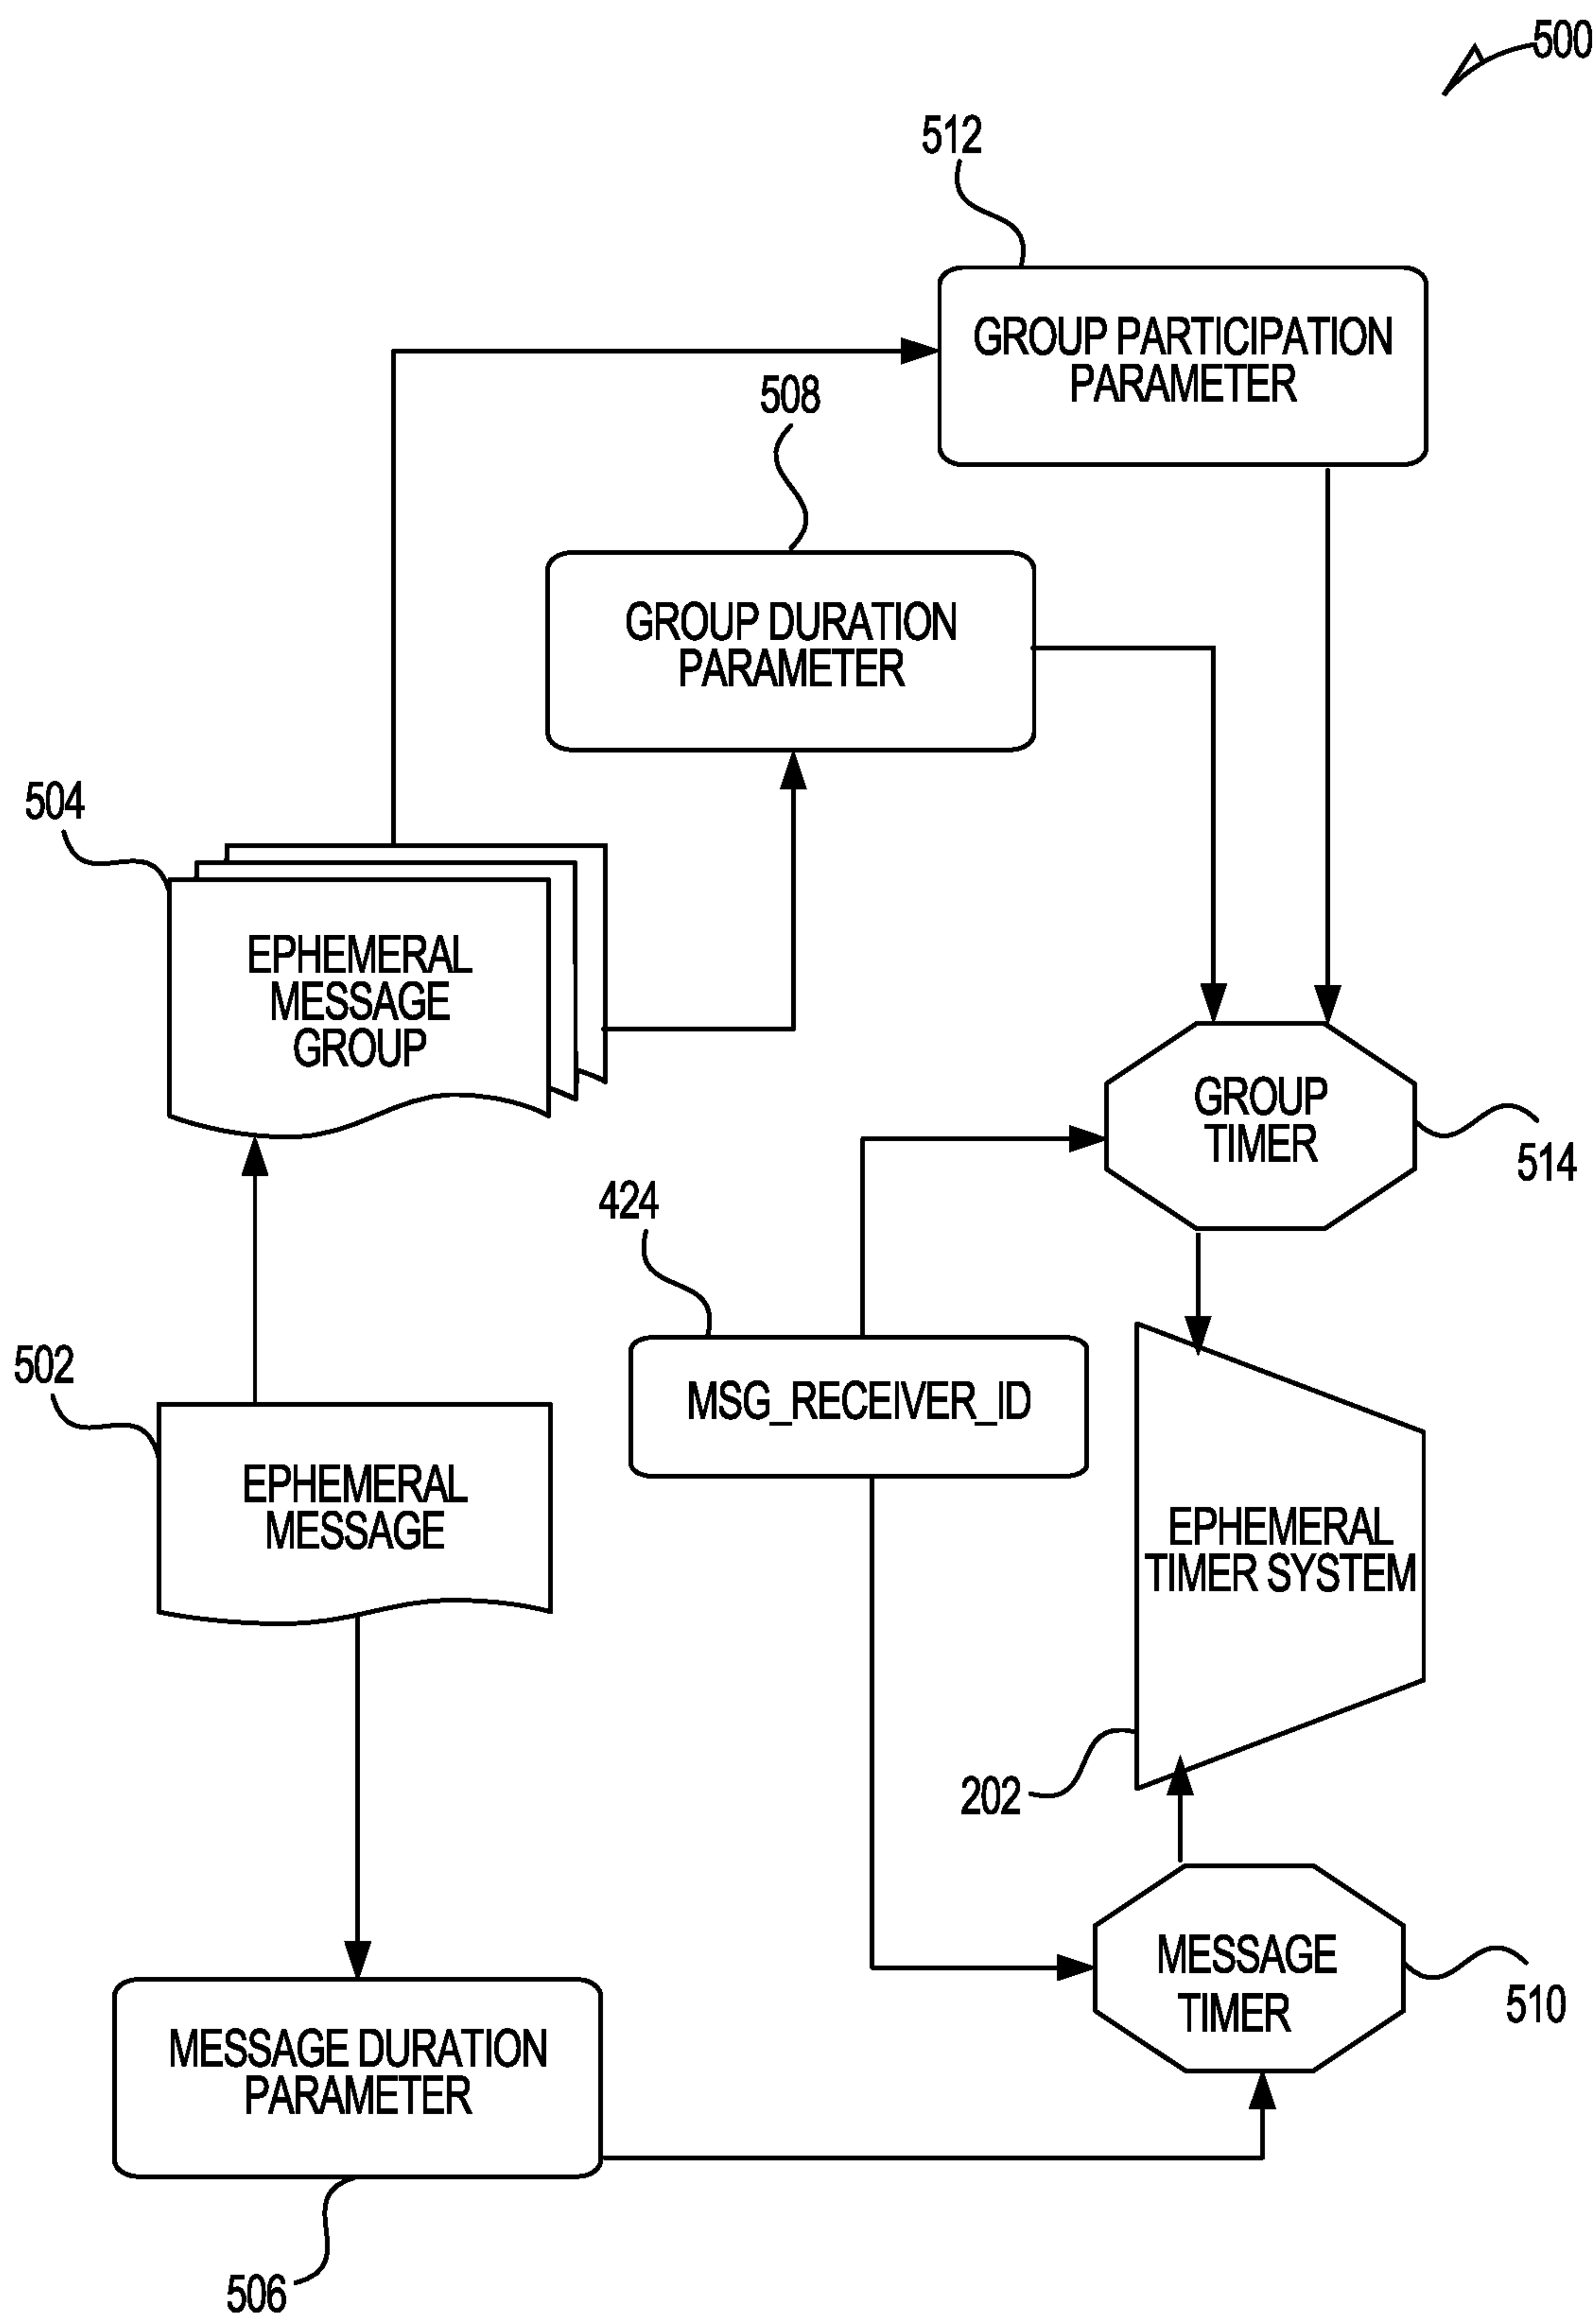 500
512
GROUP PARTICIPATION
PARAMETER
508
GROUP DURATION
PARAMETER
504
EPHEMERAL
MESSAGE
GROUP
GROUP
TIMER
514
424
MSG_RECEIVER_ID
502
EPHEMERAL
MESSAGE
EPHEMERAL
TIMER SYSTEM
202
MESSAGE
TIMER
510
MESSAGE DURATION
PARAMETER
506